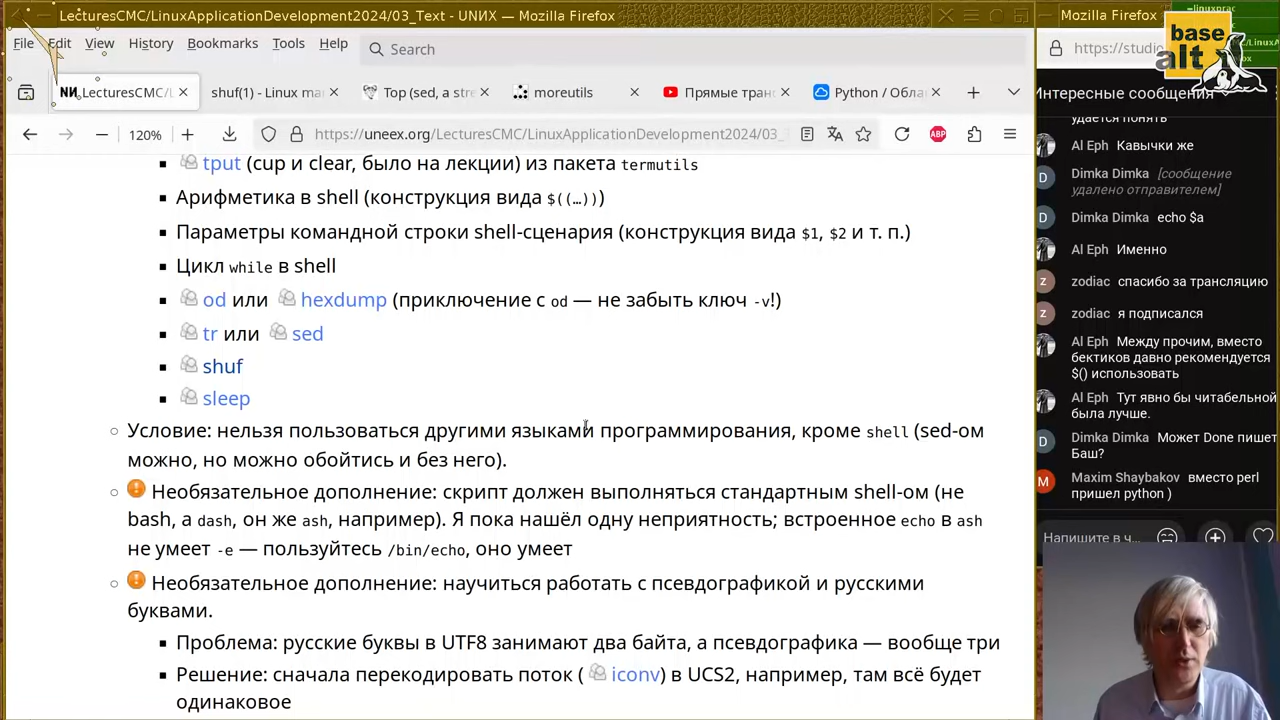 LecturesCMC/LinuxApplicationDevelopment2024/03_Text - UNИX — Mozilla Firefox
File Edit View History Bookmarks Tools Help
Search
NИ LecturesCMC/L
shuf(1) - Linux ma
Top (sed, a stre
moreutils
Прямые тран
Python / Обла
120%
https://uneex.org/LecturesCMC/LinuxApplicationDevelopment2024/03_
ABP
tput (cup и clear, было на лекции) из пакета termutils
Арифметика в shell (конструкция вида $((…)))
Параметры командной строки shell-сценария (конструкция вида $1, $2 и т. п.)
Цикл while в shell
od или hexdump (приключение с od — не забыть ключ -v!)
tr или sed
shuf
sleep
Условие: нельзя пользоваться другими языками программирования, кроме shell (sed-ом
можно, но можно обойтись и без него).
Необязательное дополнение: скрипт должен выполняться стандартным shell-ом (не
bash, а dash, он же ash, например). Я пока нашёл одну неприятность; встроенное echo в ash
не умеет -e — пользуйтесь /bin/echo, оно умеет
Необязательное дополнение: научиться работать с псевдографикой и русскими
буквами.
Проблема: русские буквы в UTF8 занимают два байта, а псевдографика — вообще три
Решение: сначала перекодировать поток ( iconv) в UCS2, например, там всё будет
одинаковое
Mozilla Firefox
basealt
https://studio
Интересные сообщения
удается понять
Al Eph Кавычки же
Dimka Dimka [сообщение
удалено отправителем]
Dimka Dimka echo $a
Al Eph Именно
zodiac спасибо за трансляцию
zodiac я подписался
Al Eph Между прочим, вместо
бектиков давно рекомендуется
$() использовать
Al Eph Тут явно бы читабельной
была лучше.
Dimka Dimka Может Done пишет
Баш?
Maxim Shaybakov вместо perl
пришел python )
Напишите в ч...